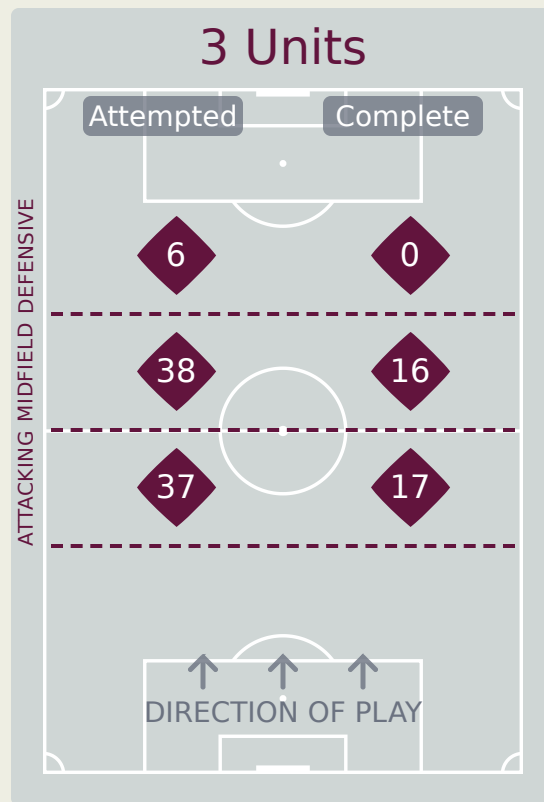 3 Units
Attempted Complete
ATTACKING MIDFIELD DEFENSIVE
6 0
38 16
37 17
DIRECTION OF PLAY